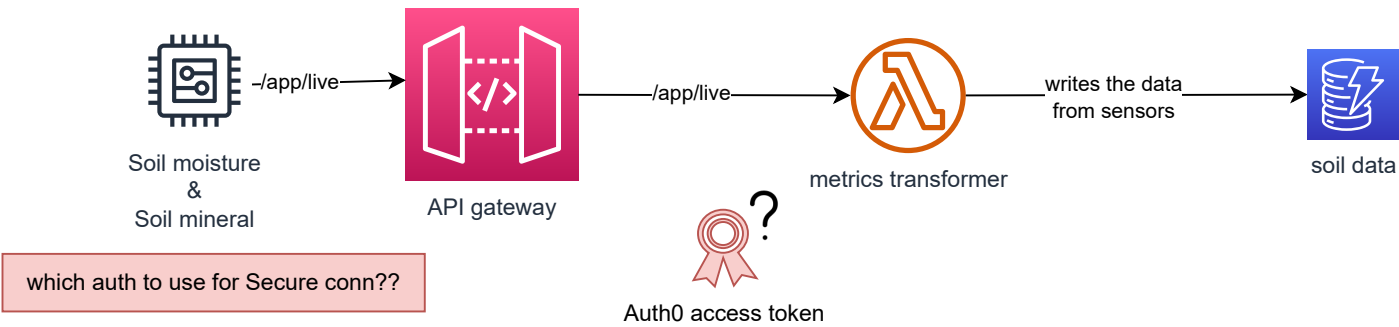 /app/live
/app/live
writes the data
from sensors
Soil moisture
&
Soil mineral
API gateway
metrics transformer
soil data
?
which auth to use for Secure conn??
Auth0 access token